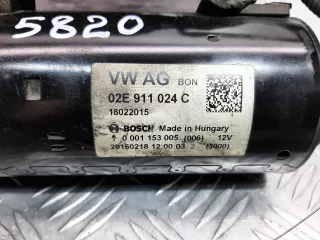 5820
VW AG BON
02E 911 024 C
18022015
BOSCH Made in Hungary
0 001 153 005 (006) 12V
20150218 12:00:03 2 (3000)